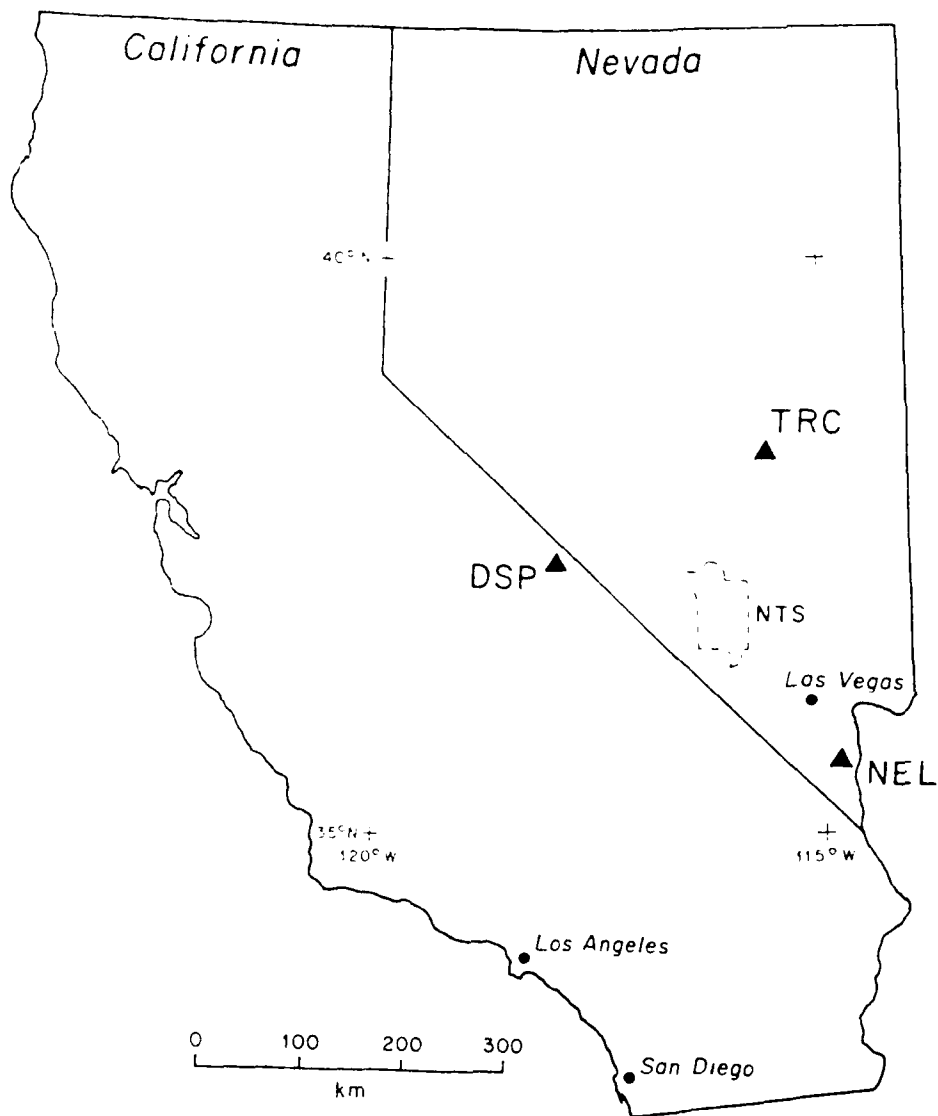 California
Nevada
40°N
TRC
DSP
NTS
Las Vegas
NEL
35°N
120°W
115°W
Los Angeles
0 100 200 300
km
San Diego